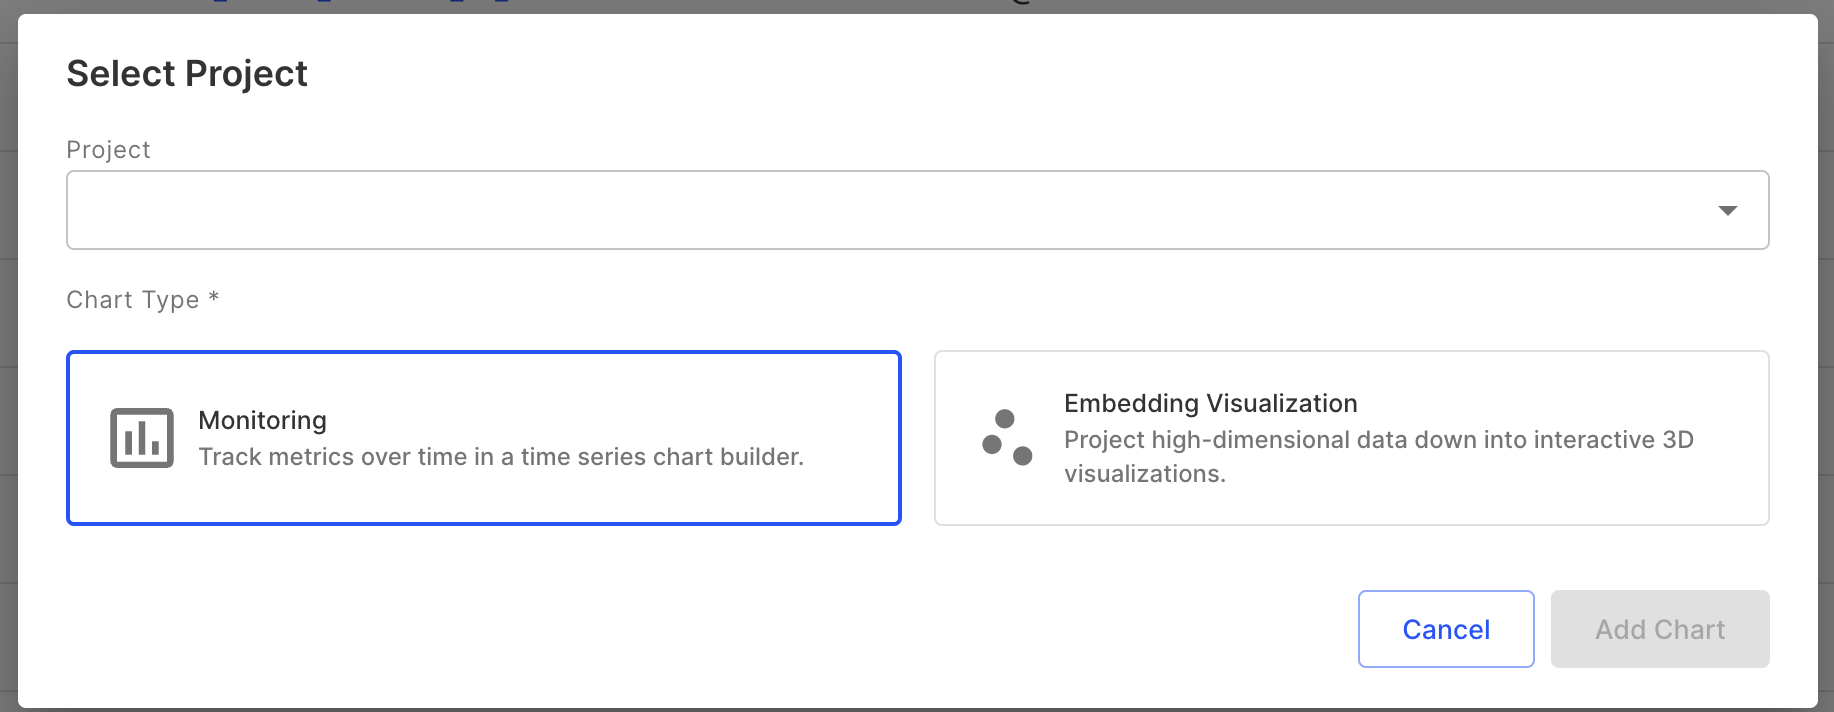 Select Project
Project
Chart Type *
Monitoring
Track metrics over time in a time series chart builder.
Embedding Visualization
Project high-dimensional data down into interactive 3D
visualizations.
Cancel
Add Chart